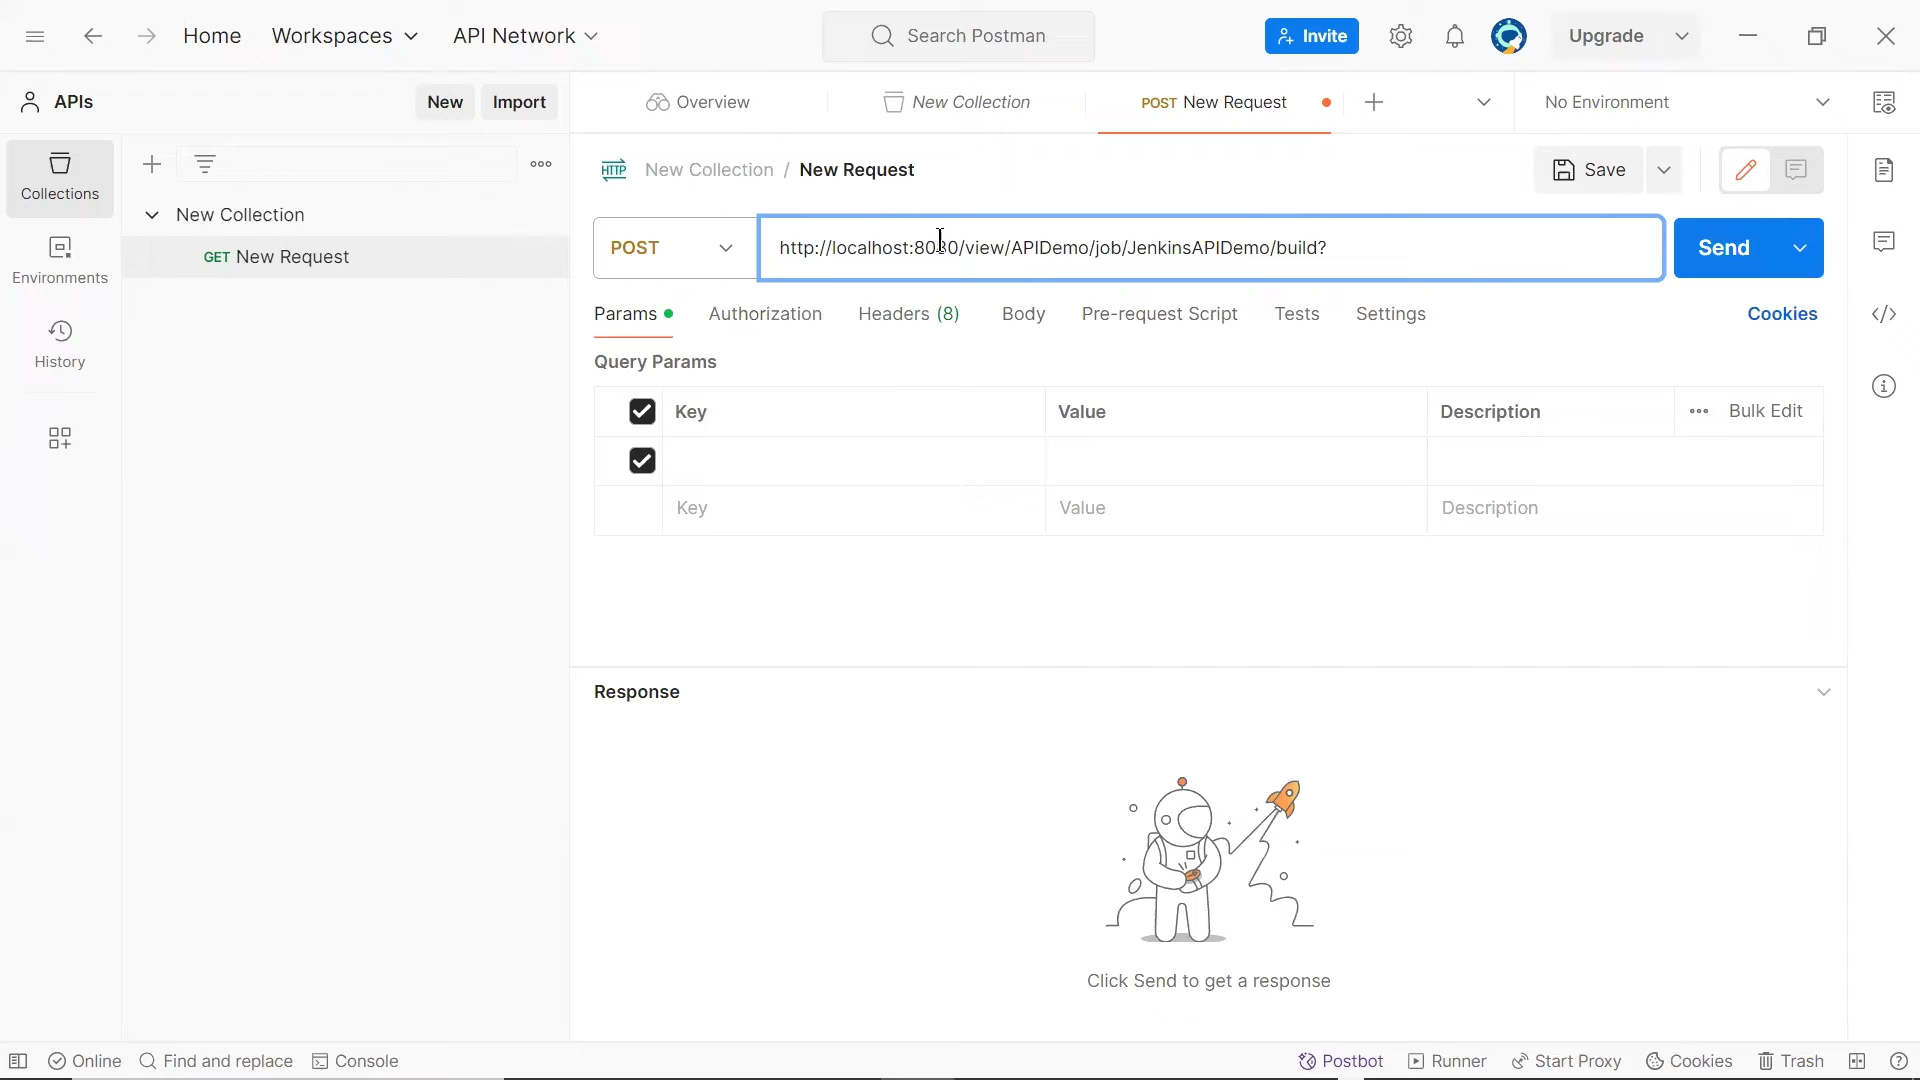 Home Workspaces API Network Search Postman Invite Upgrade
APIs New Import Overview New Collection POST New Request No Environment
Collections
New Collection
GET New Request
Environments
History
HTTP New Collection / New Request Save
POST http://localhost:8080/view/APIDemo/job/JenkinsAPIDemo/build? Send
Params Authorization Headers (8) Body Pre-request Script Tests Settings Cookies
Query Params
Key Value Description Bulk Edit
Key Value Description
Response
Click Send to get a response
Online Find and replace Console Postbot Runner Start Proxy Cookies Trash